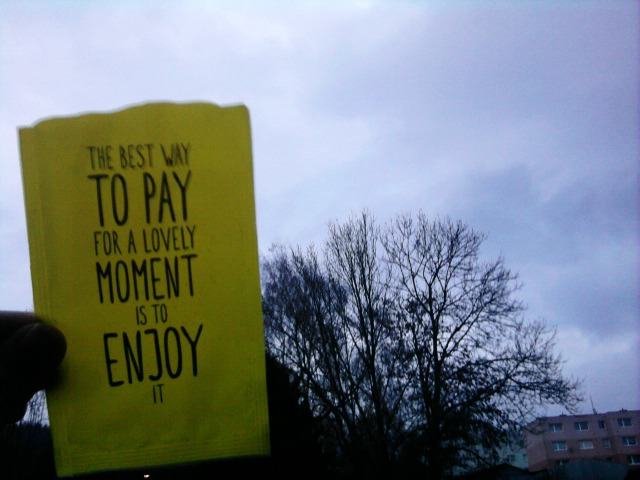 THE BEST WAY
TO PAY
FOR A LOVELY
MOMENT
IS TO
ENJOY
IT